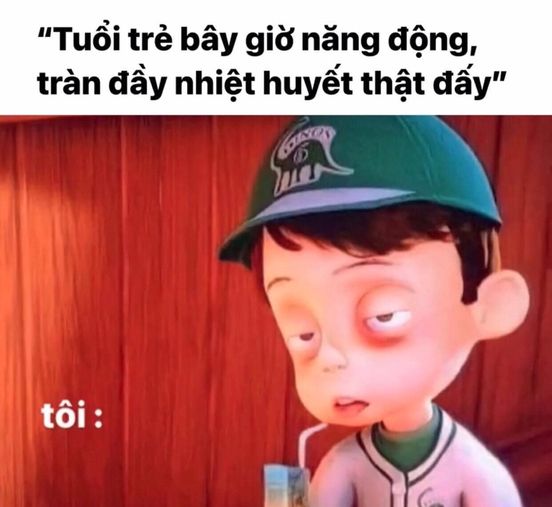 “Tuổi trẻ bây giờ năng động,
tràn đầy nhiệt huyết thật đấy”
tôi :